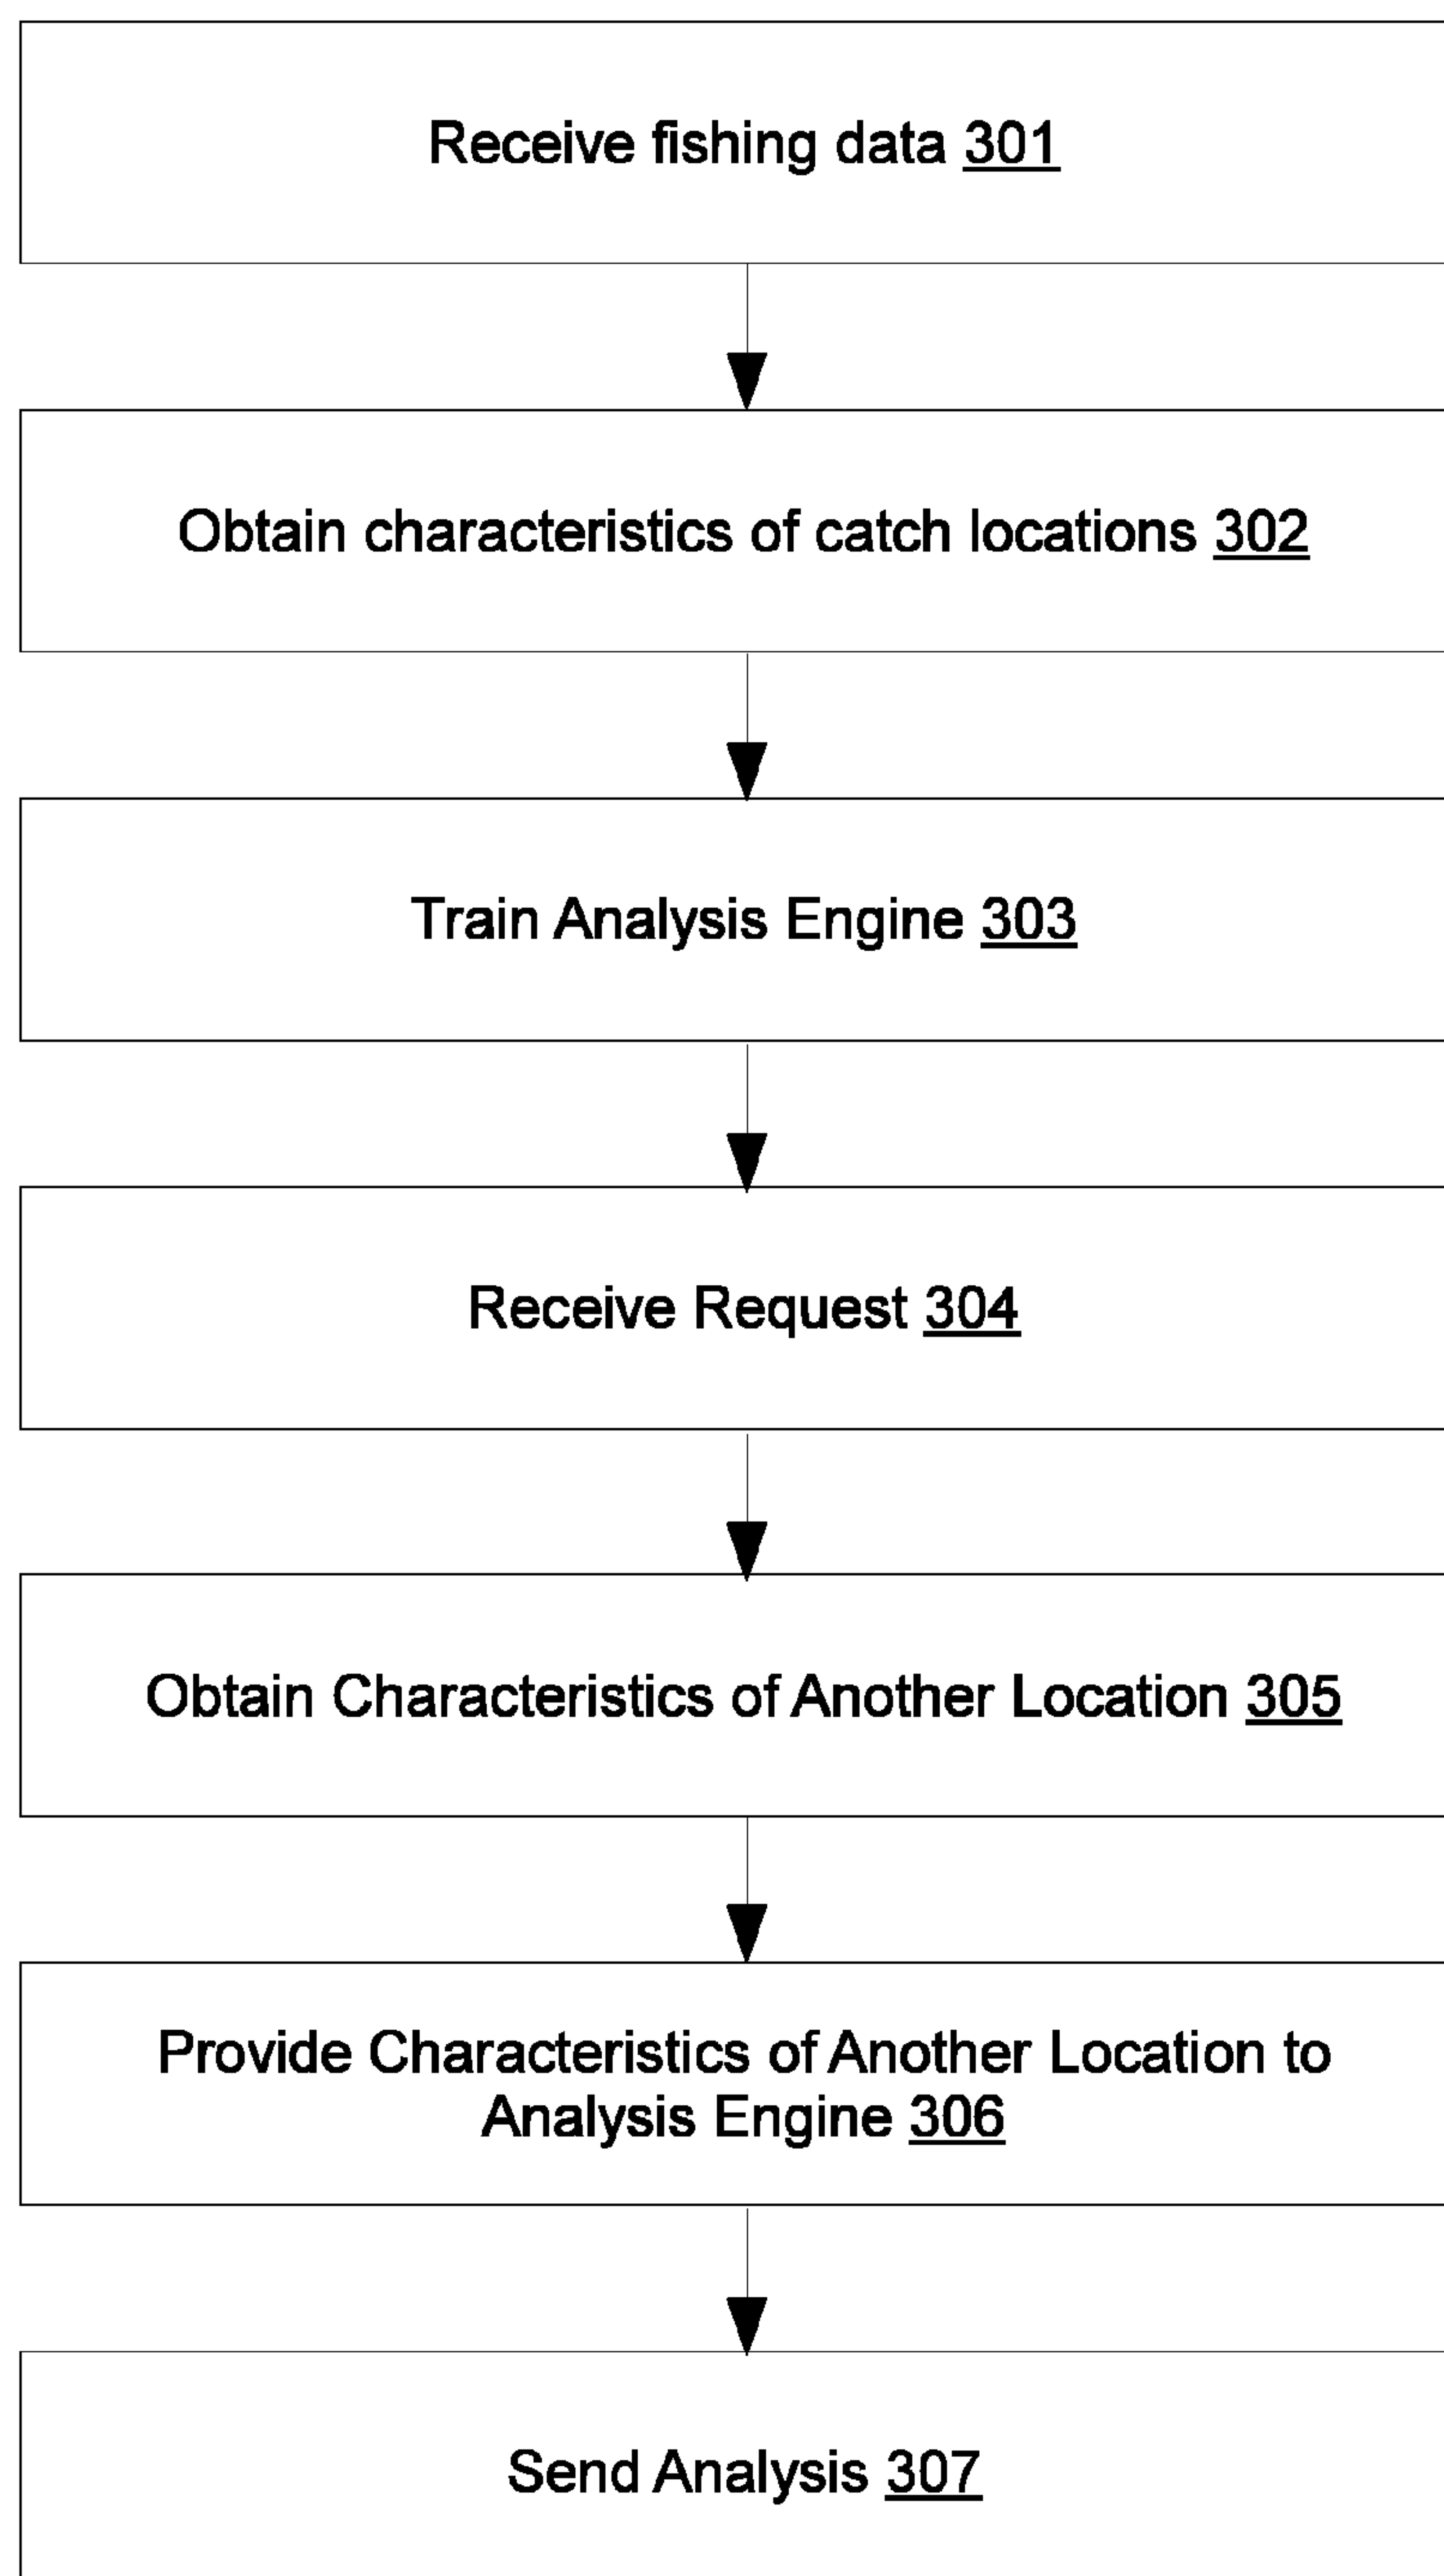 Receive fishing data 301
Obtain characteristics of catch locations 302
Train Analysis Engine 303
Receive Request 304
Obtain Characteristics of Another Location 305
Provide Characteristics of Another Location to
Analysis Engine 306
Send Analysis 307